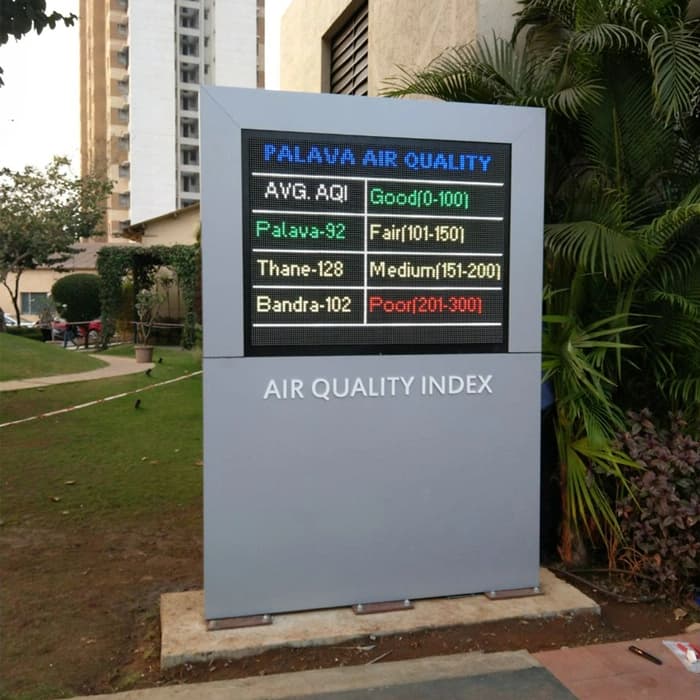 PALAVA AIR QUALITY
AVG. AQI Good(0-100)
Palava-92 Fair(101-150)
Thane-128 Medium(151-200)
Bandra-102 Poor(201-300)
AIR QUALITY INDEX